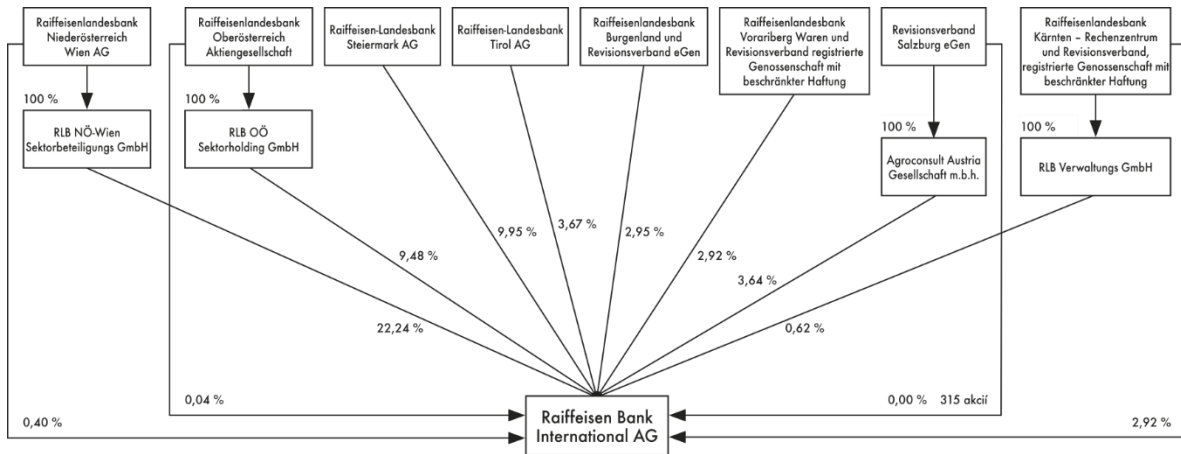 Raiffeisenlandesbank
Niederösterreich
Wien AG
Raiffeisenlandesbank
Oberösterreich
Aktiengesellschaft
Raiffeisen-Landesbank
Steiermark AG
Raiffeisen-Landesbank
Tirol AG
Raiffeisenlandesbank
Burgenland und
Revisionsverband eGen
Raiffeisenlandesbank
Vorariberg Waren und
Revisionsverband registrierte
Genossenschaft mit
beschränkter Haftung
Revisionsverband
Salzburg eGen
Raiffeisenlandesbank
Kärnten – Rechenzentrum
und Revisionsverband,
registrierte Genossenschaft mit
beschränkter Haftung
100 %
100 %
100 %
100 %
RLB NÖ-Wien
Sektorbeteiligungs GmbH
RLB OÖ
Sektorholding GmbH
Agroconsult Austria
Gesellschaft m.b.h.
RLB Verwaltungs GmbH
22,24 %
9,48 %
9,95 %
3,67 %
2,95 %
2,92 %
3,64 %
0,62 %
0,40 %
0,04 %
0,00 % 315 akcií
2,92 %
Raiffeisen Bank
International AG